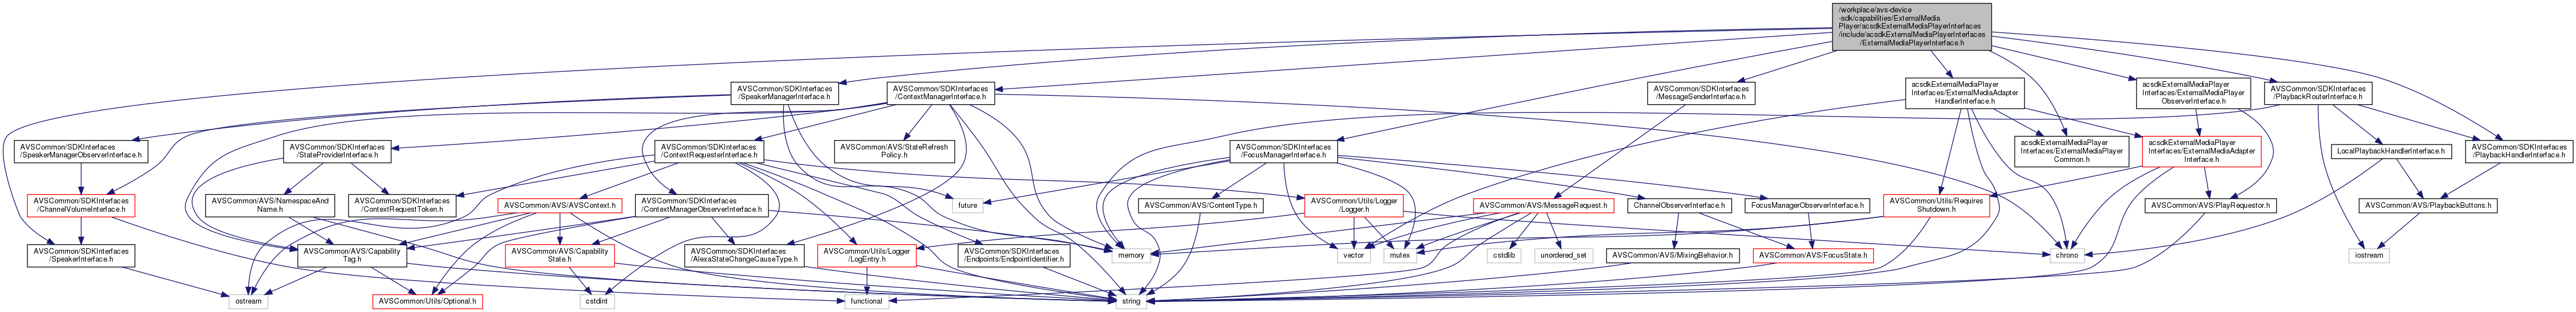 /workplace/avs-device
-sdk/capabilities/ExternalMedia
Player/acsdkExternalMediaPlayerInterfaces
/include/acsdkExternalMediaPlayerInterfaces
/ExternalMediaPlayerInterface.h
AVSCommon/SDKInterfaces
/SpeakerManagerInterface.h
AVSCommon/SDKInterfaces
/ContextManagerInterface.h
AVSCommon/SDKInterfaces
/MessageSenderInterface.h
acsdkExternalMediaPlayer
Interfaces/ExternalMediaAdapter
HandlerInterface.h
acsdkExternalMediaPlayer
Interfaces/ExternalMediaPlayer
ObserverInterface.h
AVSCommon/SDKInterfaces
/PlaybackRouterInterface.h
AVSCommon/SDKInterfaces
/SpeakerManagerObserverInterface.h
AVSCommon/SDKInterfaces
/StateProviderInterface.h
AVSCommon/SDKInterfaces
/ContextRequesterInterface.h
AVSCommon/AVS/StateRefresh
Policy.h
AVSCommon/SDKInterfaces
/FocusManagerInterface.h
acsdkExternalMediaPlayer
Interfaces/ExternalMediaPlayer
Common.h
acsdkExternalMediaPlayer
Interfaces/ExternalMediaAdapter
Interface.h
LocalPlaybackHandlerInterface.h
AVSCommon/SDKInterfaces
/PlaybackHandlerInterface.h
AVSCommon/SDKInterfaces
/ChannelVolumeInterface.h
AVSCommon/AVS/NamespaceAnd
Name.h
AVSCommon/SDKInterfaces
/ContextRequestToken.h
AVSCommon/AVS/AVSContext.h
AVSCommon/SDKInterfaces
/ContextManagerObserverInterface.h
future
AVSCommon/AVS/ContentType.h
AVSCommon/Utils/Logger
/Logger.h
AVSCommon/AVS/MessageRequest.h
ChannelObserverInterface.h
FocusManagerObserverInterface.h
AVSCommon/Utils/Requires
Shutdown.h
AVSCommon/AVS/PlayRequestor.h
AVSCommon/AVS/PlaybackButtons.h
AVSCommon/SDKInterfaces
/SpeakerInterface.h
AVSCommon/AVS/Capability
Tag.h
AVSCommon/AVS/Capability
State.h
AVSCommon/SDKInterfaces
/AlexaStateChangeCauseType.h
AVSCommon/Utils/Logger
/LogEntry.h
AVSCommon/SDKInterfaces
/Endpoints/EndpointIdentifier.h
memory
vector
mutex
cstdlib
unordered_set
AVSCommon/AVS/MixingBehavior.h
AVSCommon/AVS/FocusState.h
chrono
iostream
ostream
AVSCommon/Utils/Optional.h
cstdint
functional
string